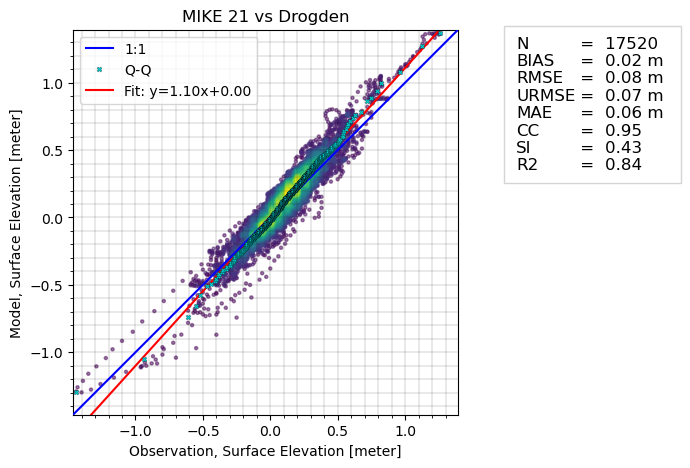 MIKE 21 vs Drogden
1:1
Q-Q
Fit: y=1.10x+0.00
N = 17520
BIAS = 0.02 m
RMSE = 0.08 m
URMSE = 0.07 m
MAE = 0.06 m
CC = 0.95
SI = 0.43
R2 = 0.84
Model, Surface Elevation [meter]
1.0
0.5
0.0
−0.5
−1.0
−1.0 −0.5 0.0 0.5 1.0
Observation, Surface Elevation [meter]